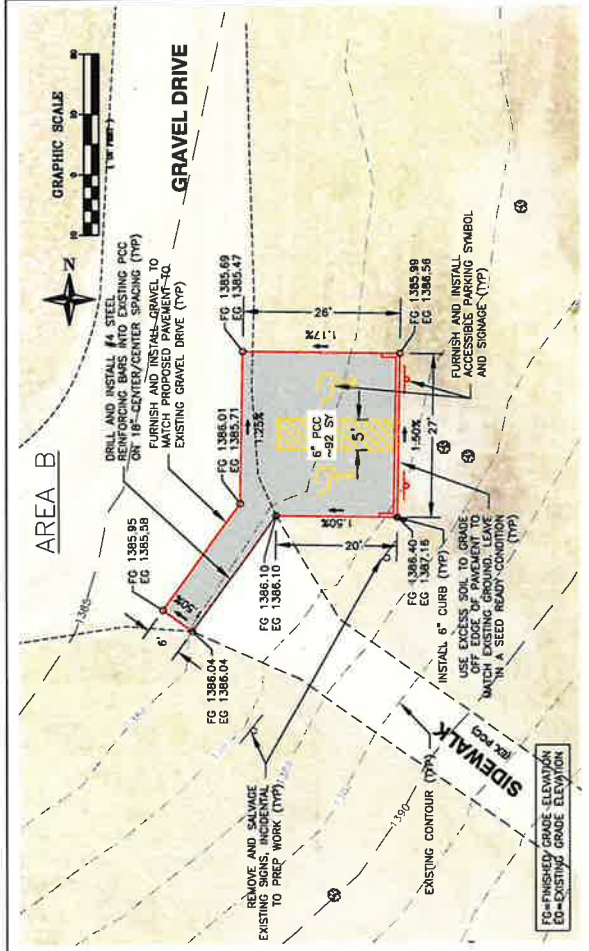 AREA B
GRAPHIC SCALE
( IN FEET )
N
GRAVEL DRIVE
DRILL AND INSTALL #4 STEEL
REINFORCING BARS INTO EXISTING PCC
ON 18" CENTER/CENTER SPACING (TYP)
FURNISH AND INSTALL GRAVEL TO
MATCH PROPOSED PAVEMENT TO
EXISTING GRAVEL DRIVE (TYP)
1385
FG 1385.95
EG 1385.58
6'
1.50%
FG 1386.04
EG 1386.04
FG 1386.01
EG 1385.71
FG 1385.69
EG 1385.47
1.25%
26'
1.17%
FG 1386.10
EG 1386.10
1.50%
20'
6" PCC
~92 SY
5'
27'
1.50%
FG 1385.99
EG 1386.56
FG 1386.40
EG 1387.16
REMOVE AND SALVAGE
EXISTING SIGNS, INCIDENTAL
TO PREP WORK (TYP)
INSTALL 6" CURB (TYP)
USE EXCESS SOIL TO GRADE
OFF EDGE OF PAVEMENT TO
MATCH EXISTING GROUND, LEAVE
IN A SEED READY CONDITION
(TYP)
FURNISH AND INSTALL
ACCESSIBLE PARKING SYMBOL
AND SIGNAGE (TYP)
EXISTING CONTOUR (TYP)
1390
SIDEWALK
(EX. PCC)
FG=FINISHED GRADE ELEVATION
EG=EXISTING GRADE ELEVATION